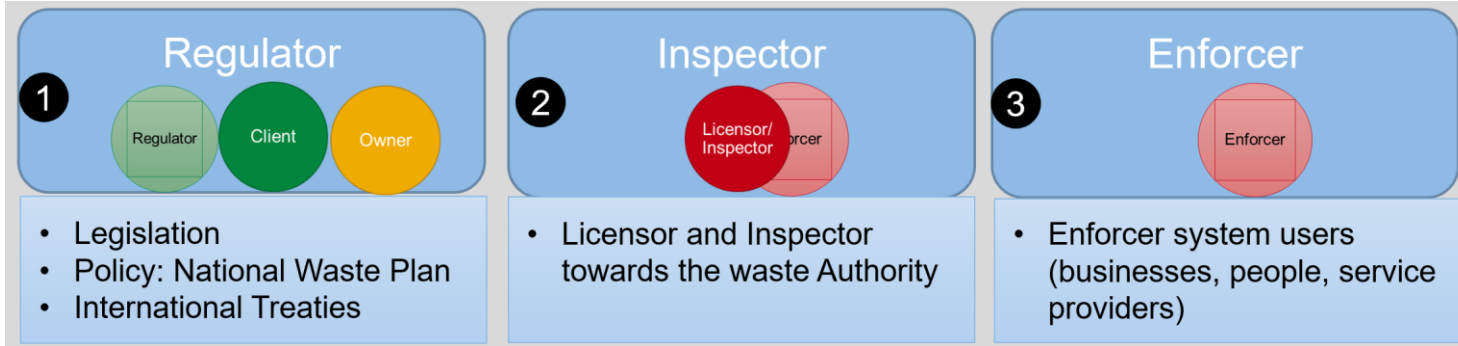 Regulator
1
Regulator
Client
Owner
• Legislation
• Policy: National Waste Plan
• International Treaties
Inspector
2
Licensor/
Inspector
orcer
• Licensor and Inspector
towards the waste Authority
Enforcer
3
Enforcer
• Enforcer system users
(businesses, people, service
providers)